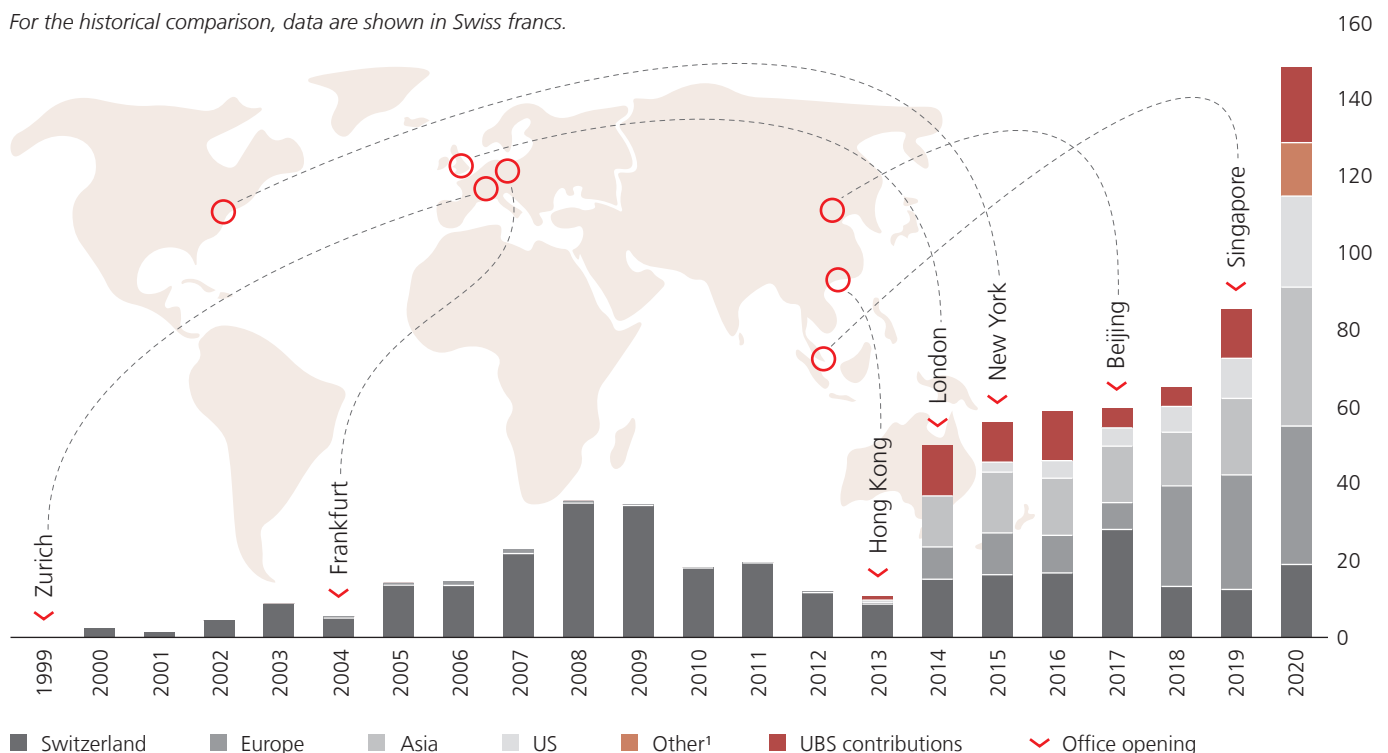 For the historical comparison, data are shown in Swiss francs.
160
140
120
100
80
60
40
20
0
Zurich
Frankfurt
Hong Kong
London
New York
Beijing
Singapore
1999
2000
2001
2002
2003
2004
2005
2006
2007
2008
2009
2010
2011
2012
2013
2014
2015
2016
2017
2018
2019
2020
Switzerland
Europe
Asia
US
Other¹
UBS contributions
Office opening